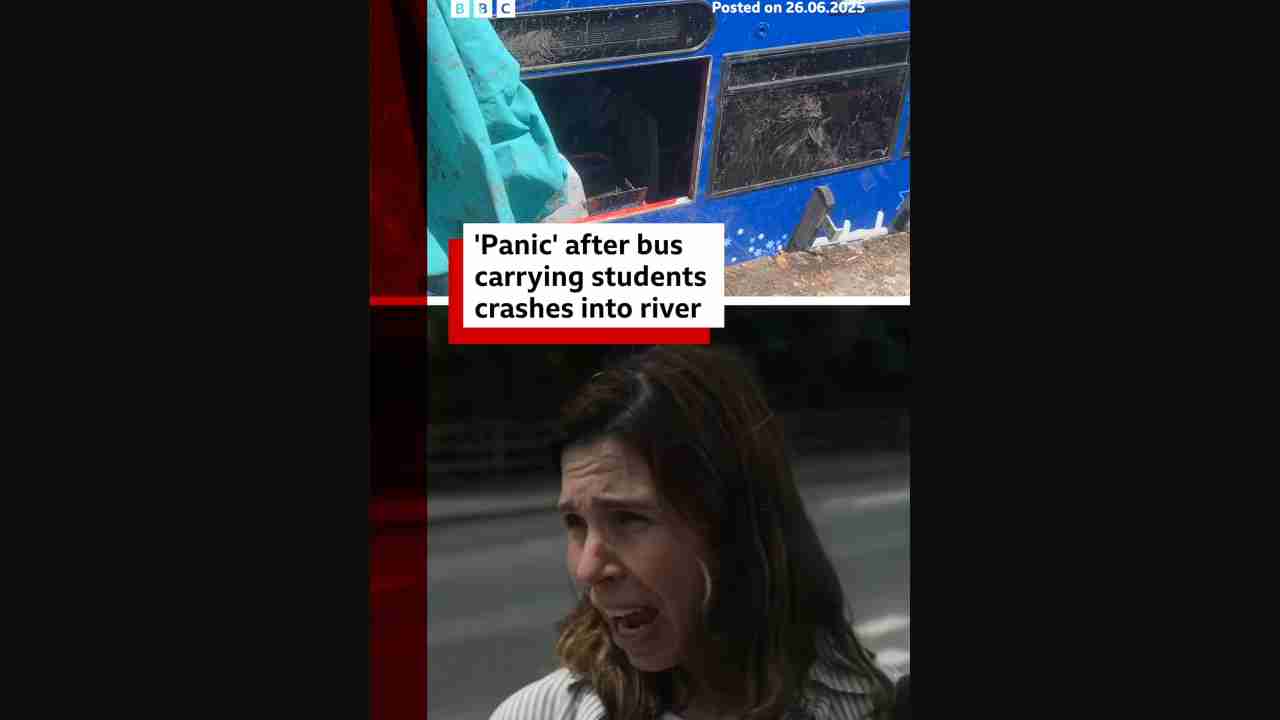 BBC
Posted on 26.06.2025
'Panic' after bus
carrying students
crashes into river